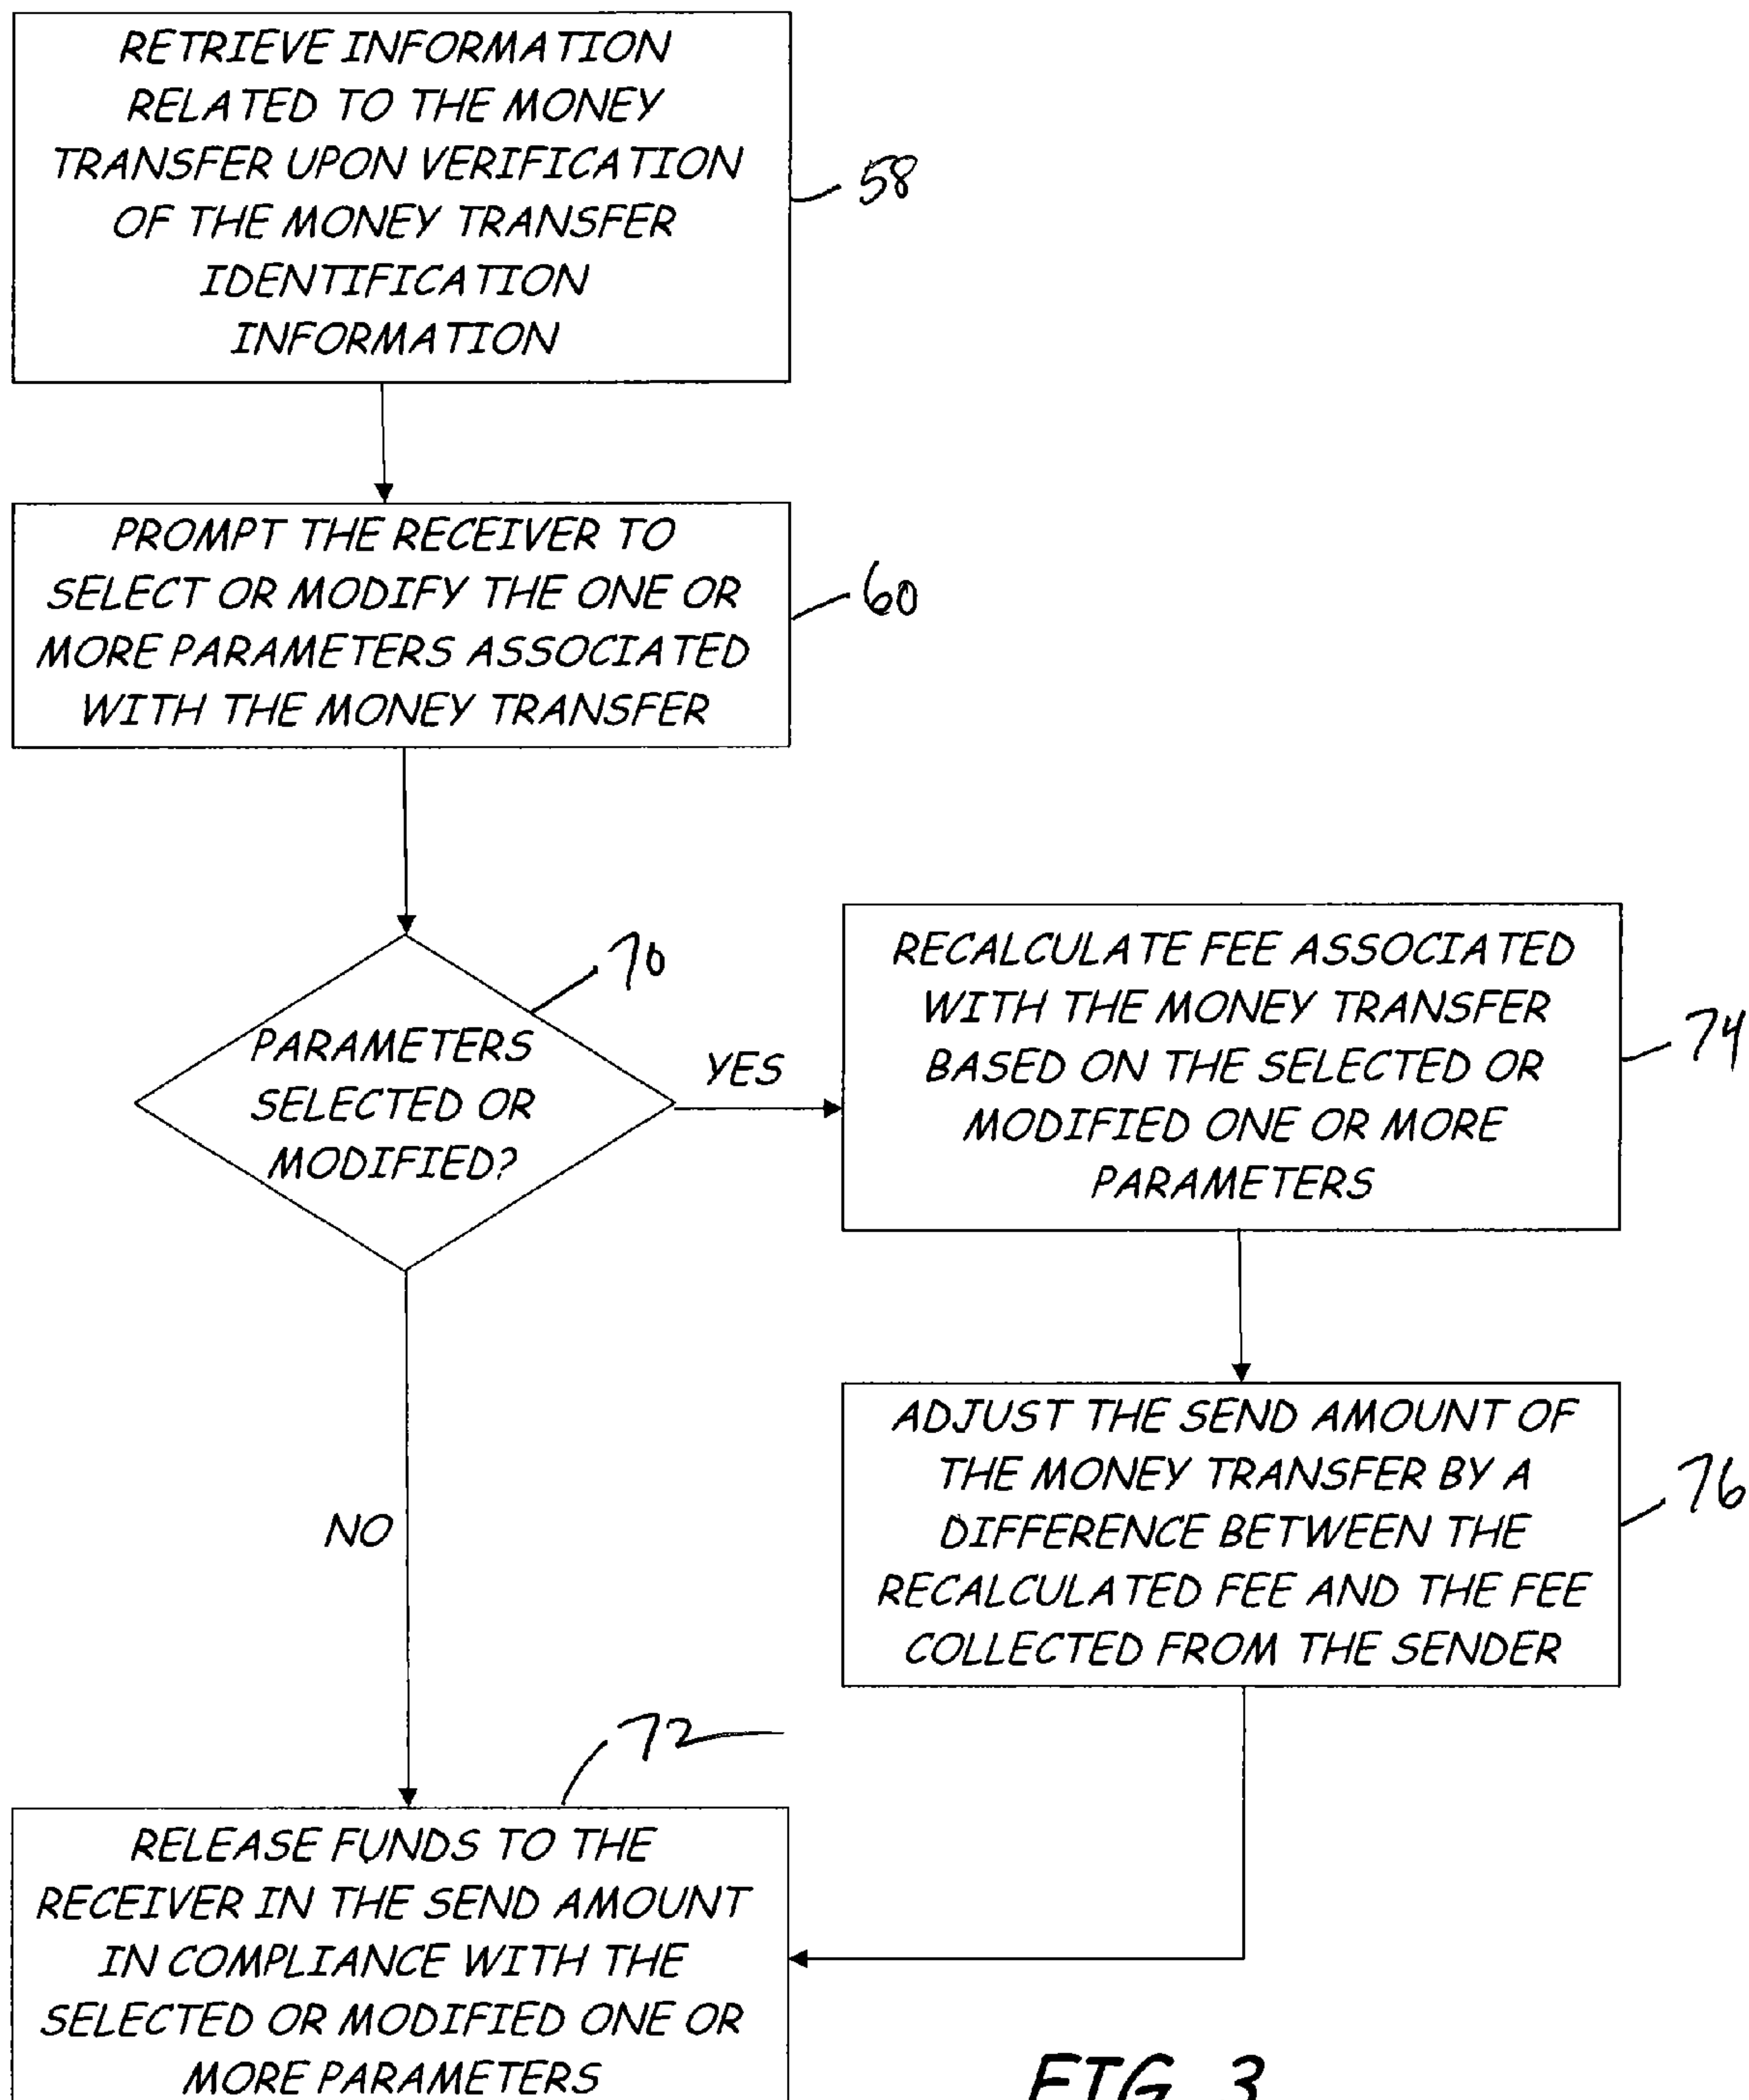 RETRIEVE INFORMATION
RELATED TO THE MONEY
TRANSFER UPON VERIFICATION
OF THE MONEY TRANSFER
IDENTIFICATION
INFORMATION
58
PROMPT THE RECEIVER TO
SELECT OR MODIFY THE ONE OR
MORE PARAMETERS ASSOCIATED
WITH THE MONEY TRANSFER
60
70
PARAMETERS
SELECTED OR
MODIFIED?
YES
RECALCULATE FEE ASSOCIATED
WITH THE MONEY TRANSFER
BASED ON THE SELECTED OR
MODIFIED ONE OR MORE
PARAMETERS
74
ADJUST THE SEND AMOUNT OF
THE MONEY TRANSFER BY A
DIFFERENCE BETWEEN THE
RECALCULATED FEE AND THE FEE
COLLECTED FROM THE SENDER
76
NO
72
RELEASE FUNDS TO THE
RECEIVER IN THE SEND AMOUNT
IN COMPLIANCE WITH THE
SELECTED OR MODIFIED ONE OR
MORE PARAMETERS
FIG. 3